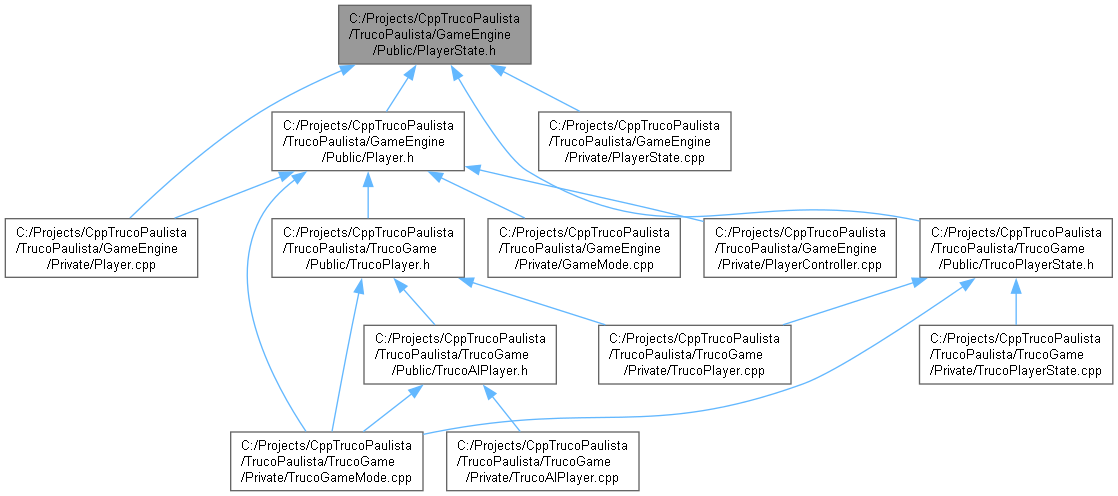 C:/Projects/CppTrucoPaulista
/TrucoPaulista/GameEngine
/Public/PlayerState.h
C:/Projects/CppTrucoPaulista
/TrucoPaulista/GameEngine
/Public/Player.h
C:/Projects/CppTrucoPaulista
/TrucoPaulista/GameEngine
/Private/PlayerState.cpp
C:/Projects/CppTrucoPaulista
/TrucoPaulista/GameEngine
/Private/Player.cpp
C:/Projects/CppTrucoPaulista
/TrucoPaulista/TrucoGame
/Public/TrucoPlayer.h
C:/Projects/CppTrucoPaulista
/TrucoPaulista/GameEngine
/Private/GameMode.cpp
C:/Projects/CppTrucoPaulista
/TrucoPaulista/GameEngine
/Private/PlayerController.cpp
C:/Projects/CppTrucoPaulista
/TrucoPaulista/TrucoGame
/Public/TrucoPlayerState.h
C:/Projects/CppTrucoPaulista
/TrucoPaulista/TrucoGame
/Public/TrucoAIPlayer.h
C:/Projects/CppTrucoPaulista
/TrucoPaulista/TrucoGame
/Private/TrucoPlayer.cpp
C:/Projects/CppTrucoPaulista
/TrucoPaulista/TrucoGame
/Private/TrucoPlayerState.cpp
C:/Projects/CppTrucoPaulista
/TrucoPaulista/TrucoGame
/Private/TrucoGameMode.cpp
C:/Projects/CppTrucoPaulista
/TrucoPaulista/TrucoGame
/Private/TrucoAIPlayer.cpp